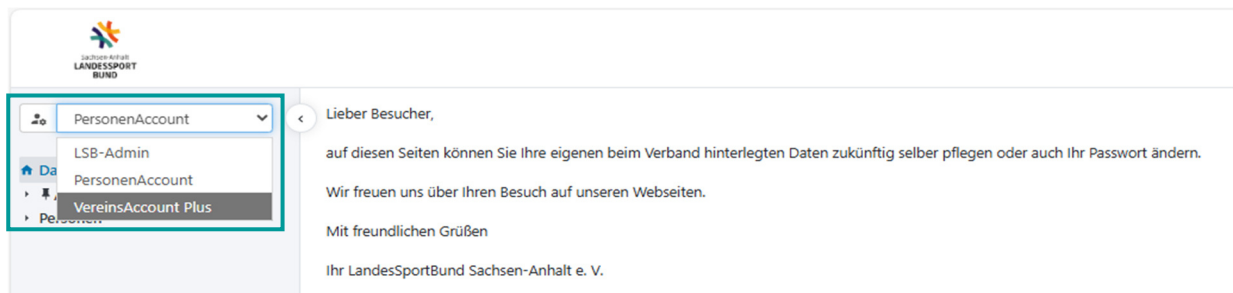 Sachsen-Anhalt
LANDESSPORT
BUND
PersonenAccount
LSB-Admin
PersonenAccount
VereinsAccount Plus
Da
Personen
Lieber Besucher,
auf diesen Seiten können Sie Ihre eigenen beim Verband hinterlegten Daten zukünftig selber pflegen oder auch Ihr Passwort ändern.
Wir freuen uns über Ihren Besuch auf unseren Webseiten.
Mit freundlichen Grüßen
Ihr LandesSportBund Sachsen-Anhalt e. V.